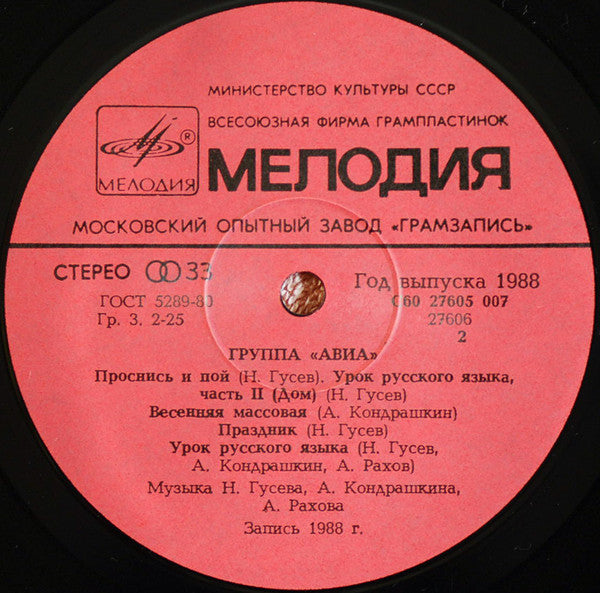 МИНИСТЕРСТВО КУЛЬТУРЫ СССР
ВСЕСОЮЗНАЯ ФИРМА ГРАМПЛАСТИНОК
®
МЕЛОДИЯ
МЕЛОДИЯ
МОСКОВСКИЙ ОПЫТНЫЙ ЗАВОД «ГРАМЗАПИСЬ»
СТЕРЕО 33
Год выпуска 1988
ГОСТ 5289-80
С60 27605 007
Гр. 3. 2-25
27606
2
ГРУППА «АВИА»
Проснись и пой (Н. Гусев). Урок русского языка,
часть II (Дом) (Н. Гусев)
Весенняя массовая (А. Кондрашкин)
Праздник (Н. Гусев)
Урок русского языка (Н. Гусев,
А. Кондрашкин, А. Рахов)
Музыка Н. Гусева, А. Кондрашкина,
А. Рахова
Запись 1988 г.